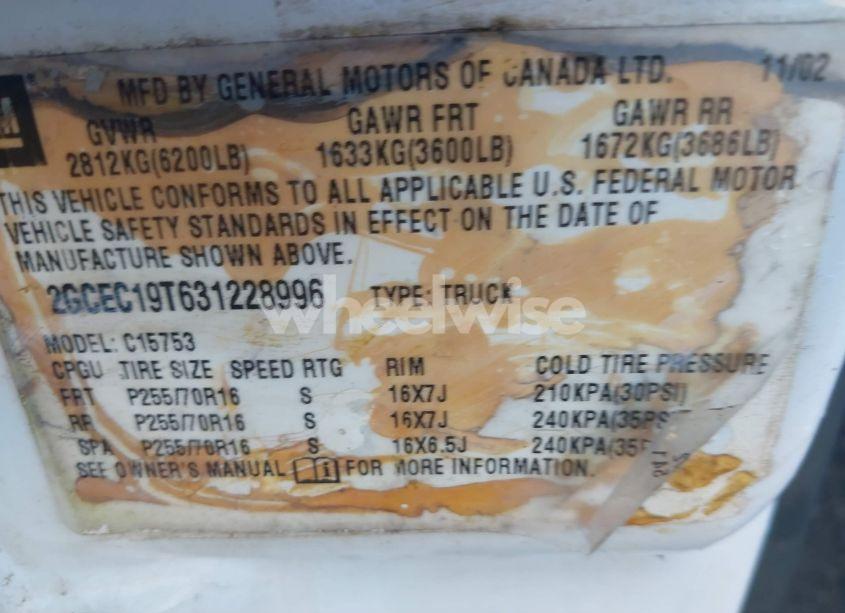 MFD BY GENERAL MOTORS OF CANADA LTD. 11/02
GM
GVWR GAWR FRT GAWR RR
2812KG(6200LB) 1633KG(3600LB) 1672KG(3686LB)
THIS VEHICLE CONFORMS TO ALL APPLICABLE U.S. FEDERAL MOTOR
VEHICLE SAFETY STANDARDS IN EFFECT ON THE DATE OF
MANUFACTURE SHOWN ABOVE.
2GCEC19T631228996 TYPE: TRUCK
wheelwise
MODEL: C15753
CPGU TIRE SIZE SPEED RTG RIM COLD TIRE PRESSURE
FRT P255/70R16 S 16X7J 210KPA(30PSI)
RR P255/70R16 S 16X7J 240KPA(35PSI
SPA P255/70R16 S 16X6.5J 240KPA(35P
SEE OWNER'S MANUAL FOR MORE INFORMATION.